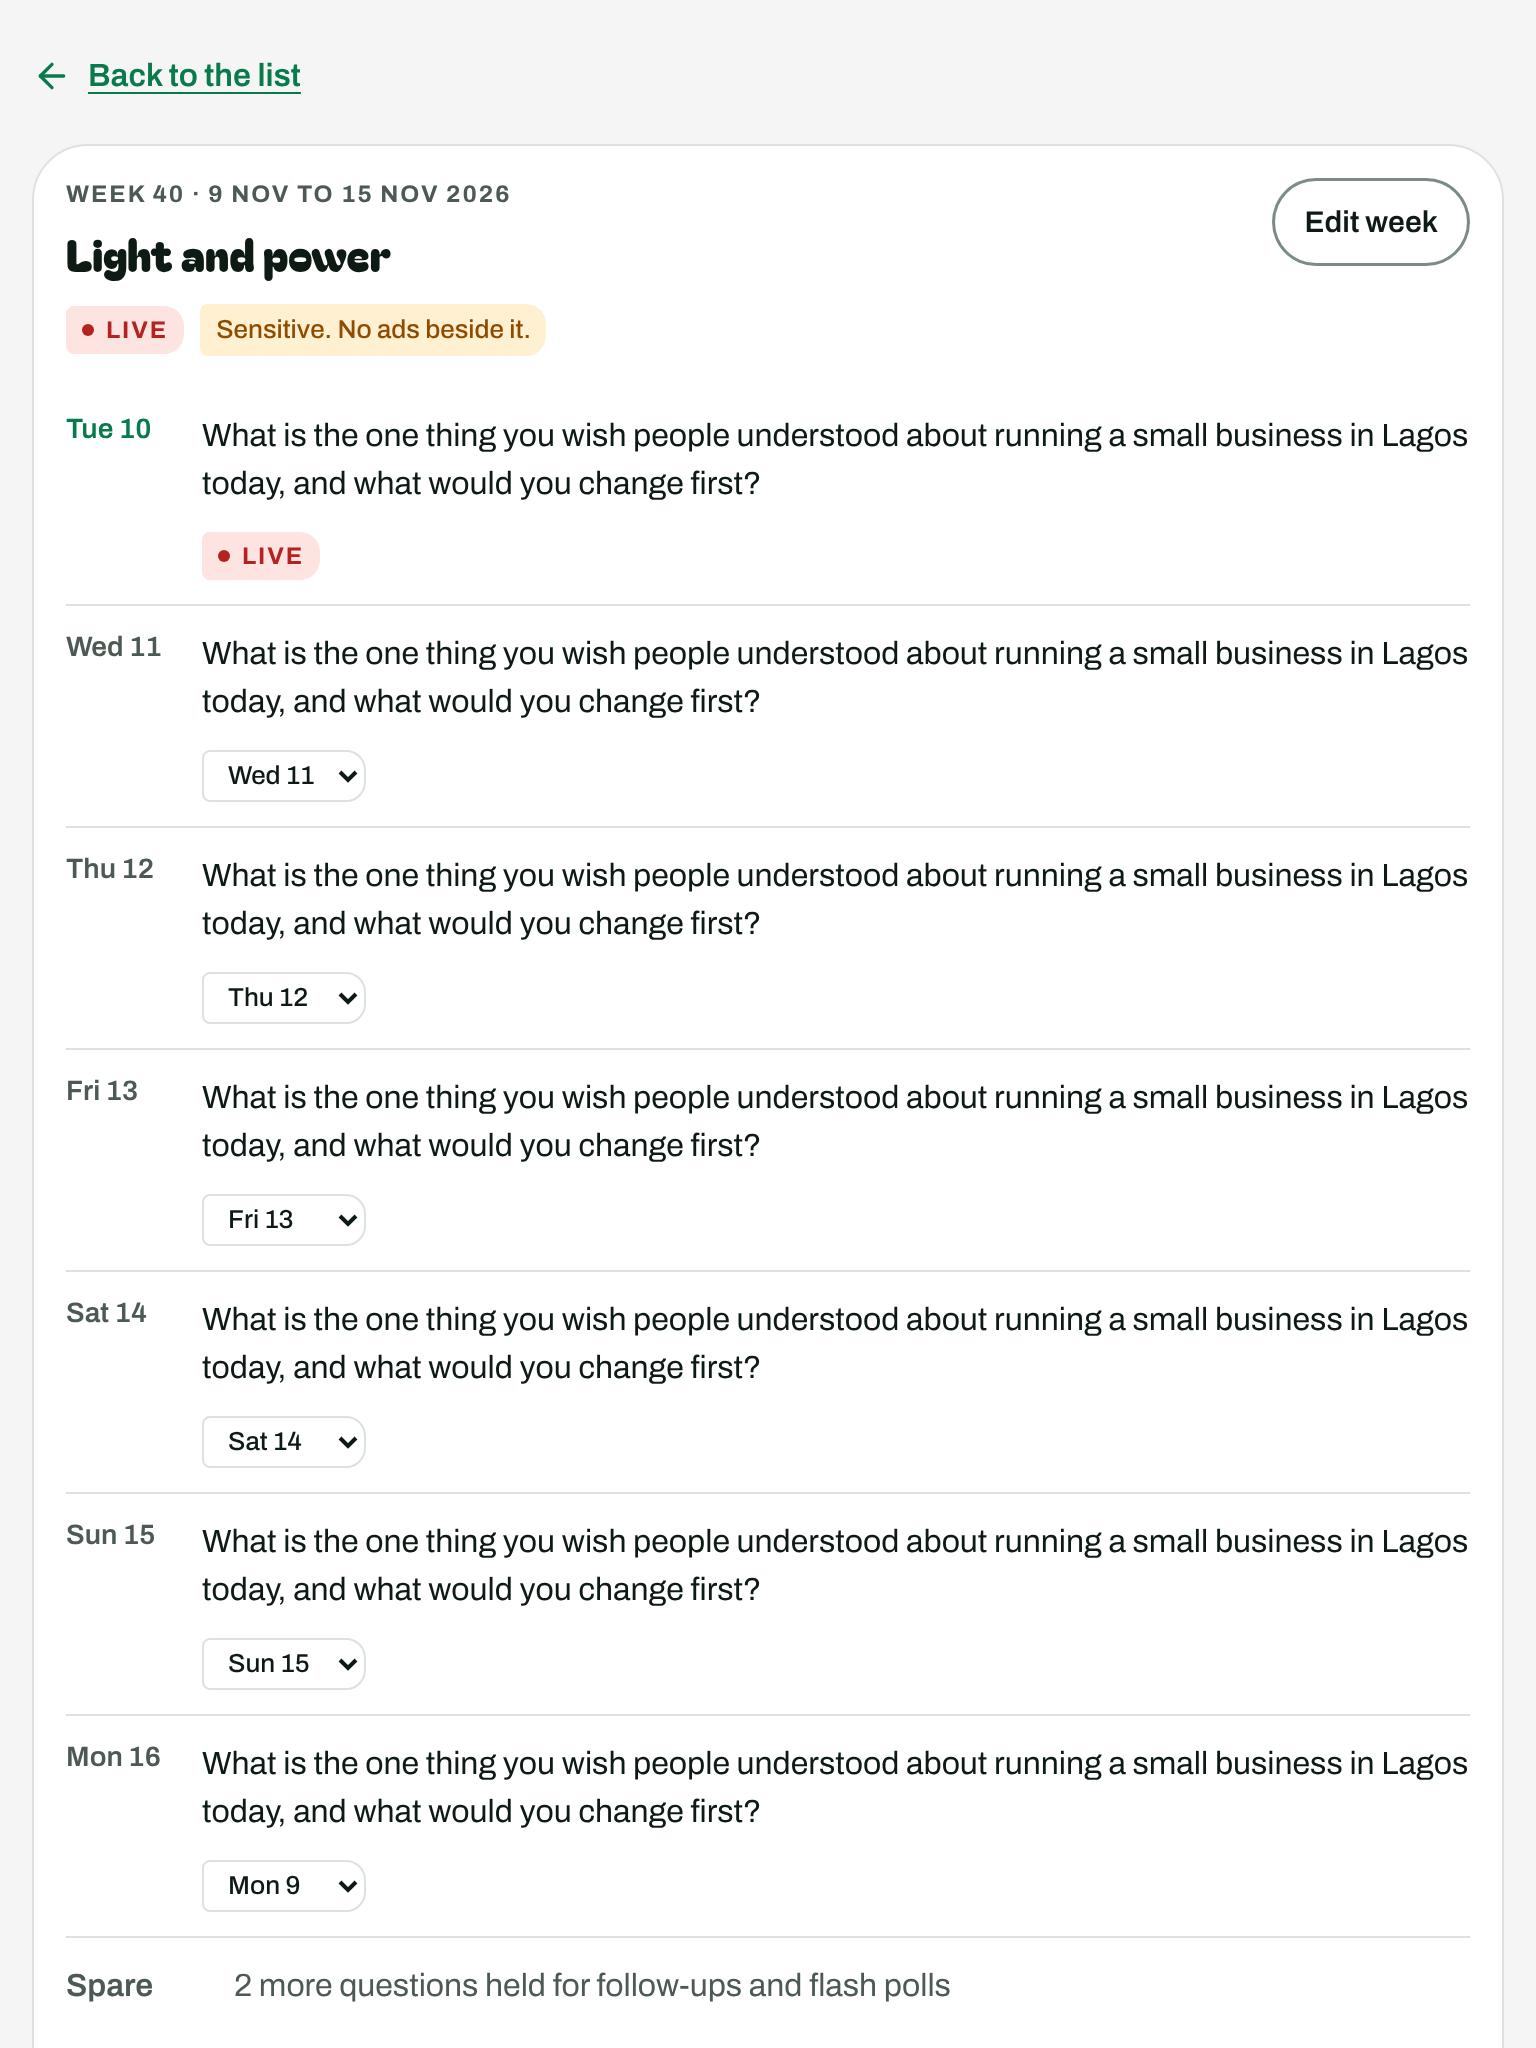 Back to the list
WEEK 40 · 9 NOV TO 15 NOV 2026
Edit week
Light and power
LIVE
Sensitive. No ads beside it.
Tue 10
What is the one thing you wish people understood about running a small business in Lagos
today, and what would you change first?
LIVE
Wed 11
What is the one thing you wish people understood about running a small business in Lagos
today, and what would you change first?
Wed 11
Thu 12
What is the one thing you wish people understood about running a small business in Lagos
today, and what would you change first?
Thu 12
Fri 13
What is the one thing you wish people understood about running a small business in Lagos
today, and what would you change first?
Fri 13
Sat 14
What is the one thing you wish people understood about running a small business in Lagos
today, and what would you change first?
Sat 14
Sun 15
What is the one thing you wish people understood about running a small business in Lagos
today, and what would you change first?
Sun 15
Mon 16
What is the one thing you wish people understood about running a small business in Lagos
today, and what would you change first?
Mon 9
Spare
2 more questions held for follow-ups and flash polls